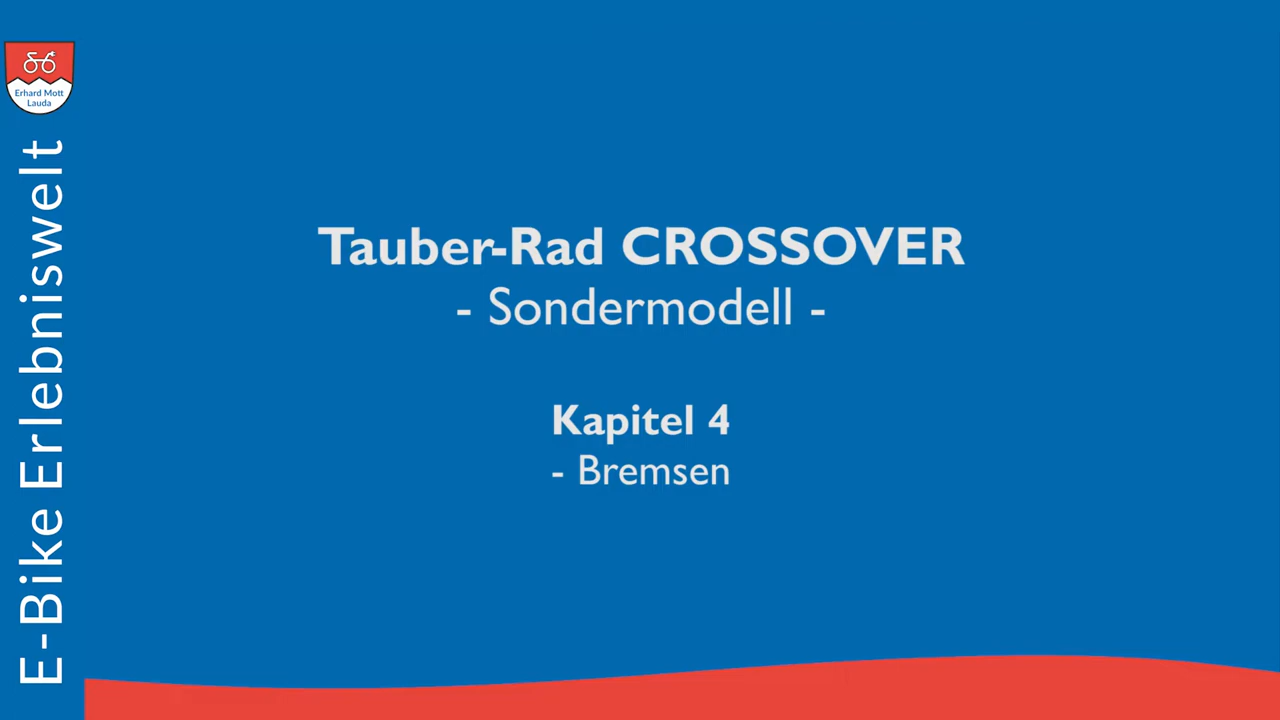 Erhard Mott
Lauda
E-Bike Erlebniswelt
Tauber-Rad CROSSOVER
- Sondermodell -
Kapitel 4
- Bremsen